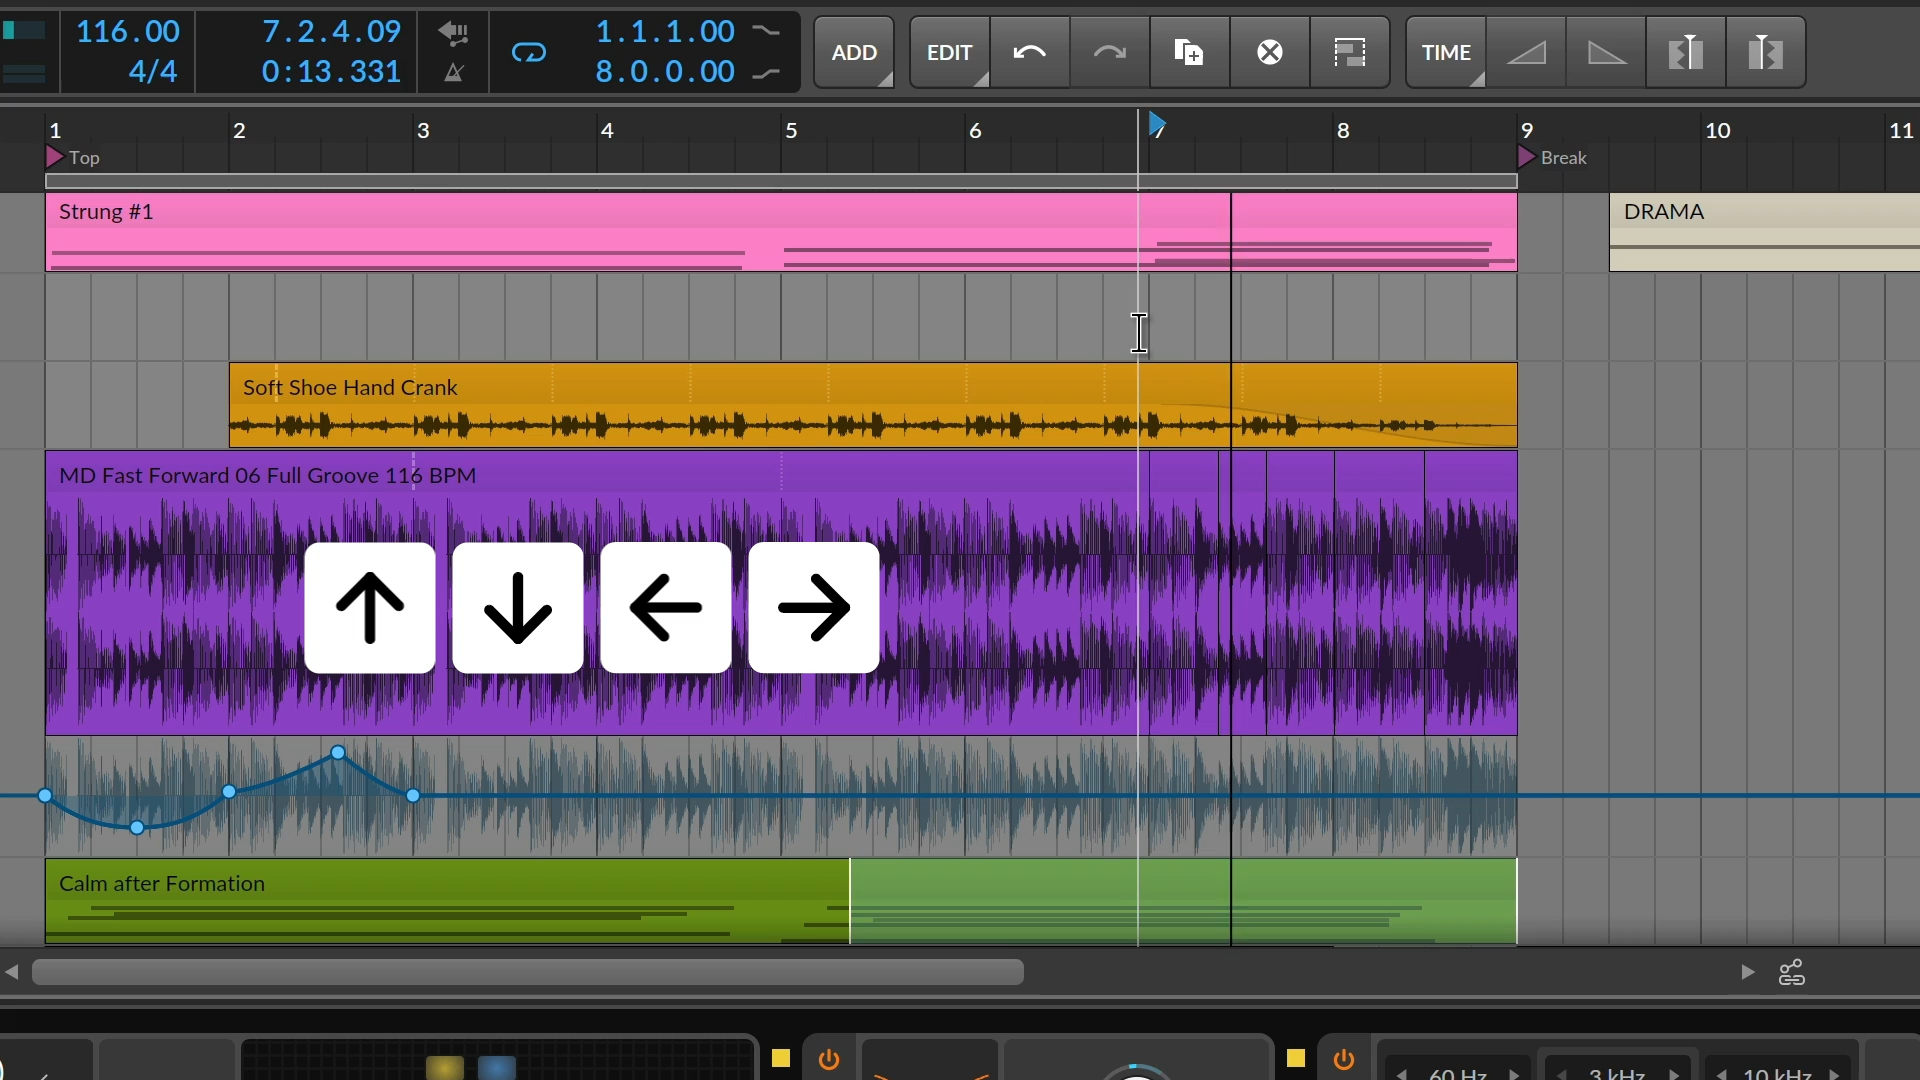 116.00
4/4
7.2.4.09
0:13.331
1.1.1.00
8.0.0.00
ADD
EDIT
TIME
1 2 3 4 5 6 7 8 9 10 11
Top
Break
Strung #1
DRAMA
Soft Shoe Hand Crank
MD Fast Forward 06 Full Groove 116 BPM
Calm after Formation
60 Hz
3 kHz
10 kHz